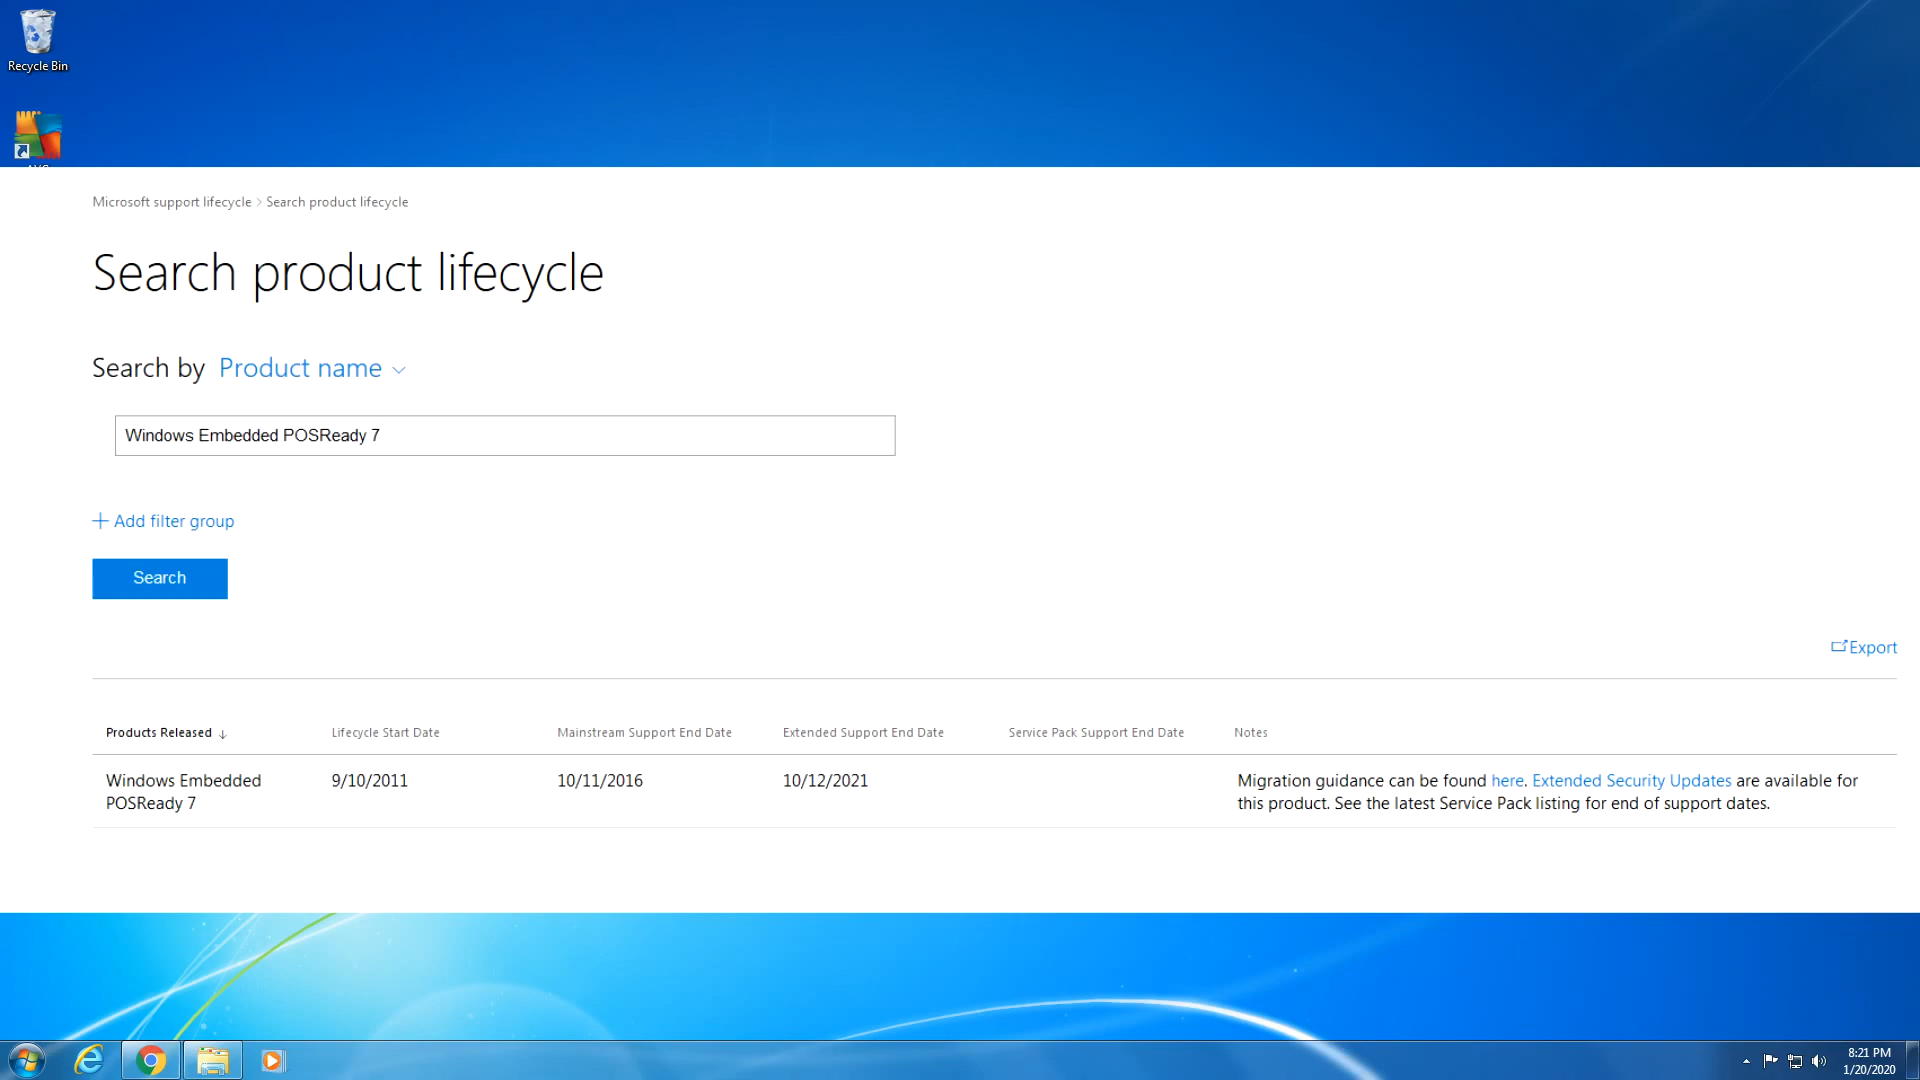 Recycle Bin
Microsoft support lifecycle > Search product lifecycle
Search product lifecycle
Search by Product name
Windows Embedded POSReady 7
Add filter group
Search
Export
Products Released ↓ Lifecycle Start Date Mainstream Support End Date Extended Support End Date Service Pack Support End Date Notes
Windows Embedded POSReady 7 9/10/2011 10/11/2016 10/12/2021 Migration guidance can be found here. Extended Security Updates are available for
this product. See the latest Service Pack listing for end of support dates.
8:21 PM
1/20/2020